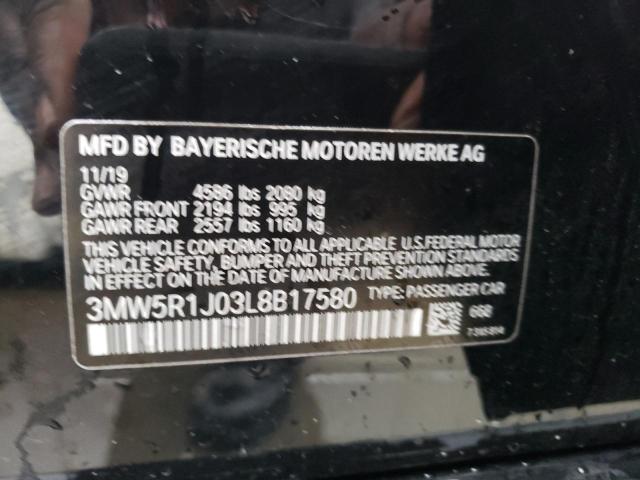 MFD BY BAYERISCHE MOTOREN WERKE AG
11/19
GVWR 4586 lbs 2080 kg
GAWR FRONT 2194 lbs 995 kg
GAWR REAR 2557 lbs 1160 kg
THIS VEHICLE CONFORMS TO ALL APPLICABLE U.S.FEDERAL MOTOR
VEHICLE SAFETY, BUMPER AND THEFT PREVENTION STANDARDS
IN EFFECT ON THE DATE OF MANUFACTURE SHOWN ABOVE.
3MW5R1J03L8B17580 TYPE: PASSENGER CAR